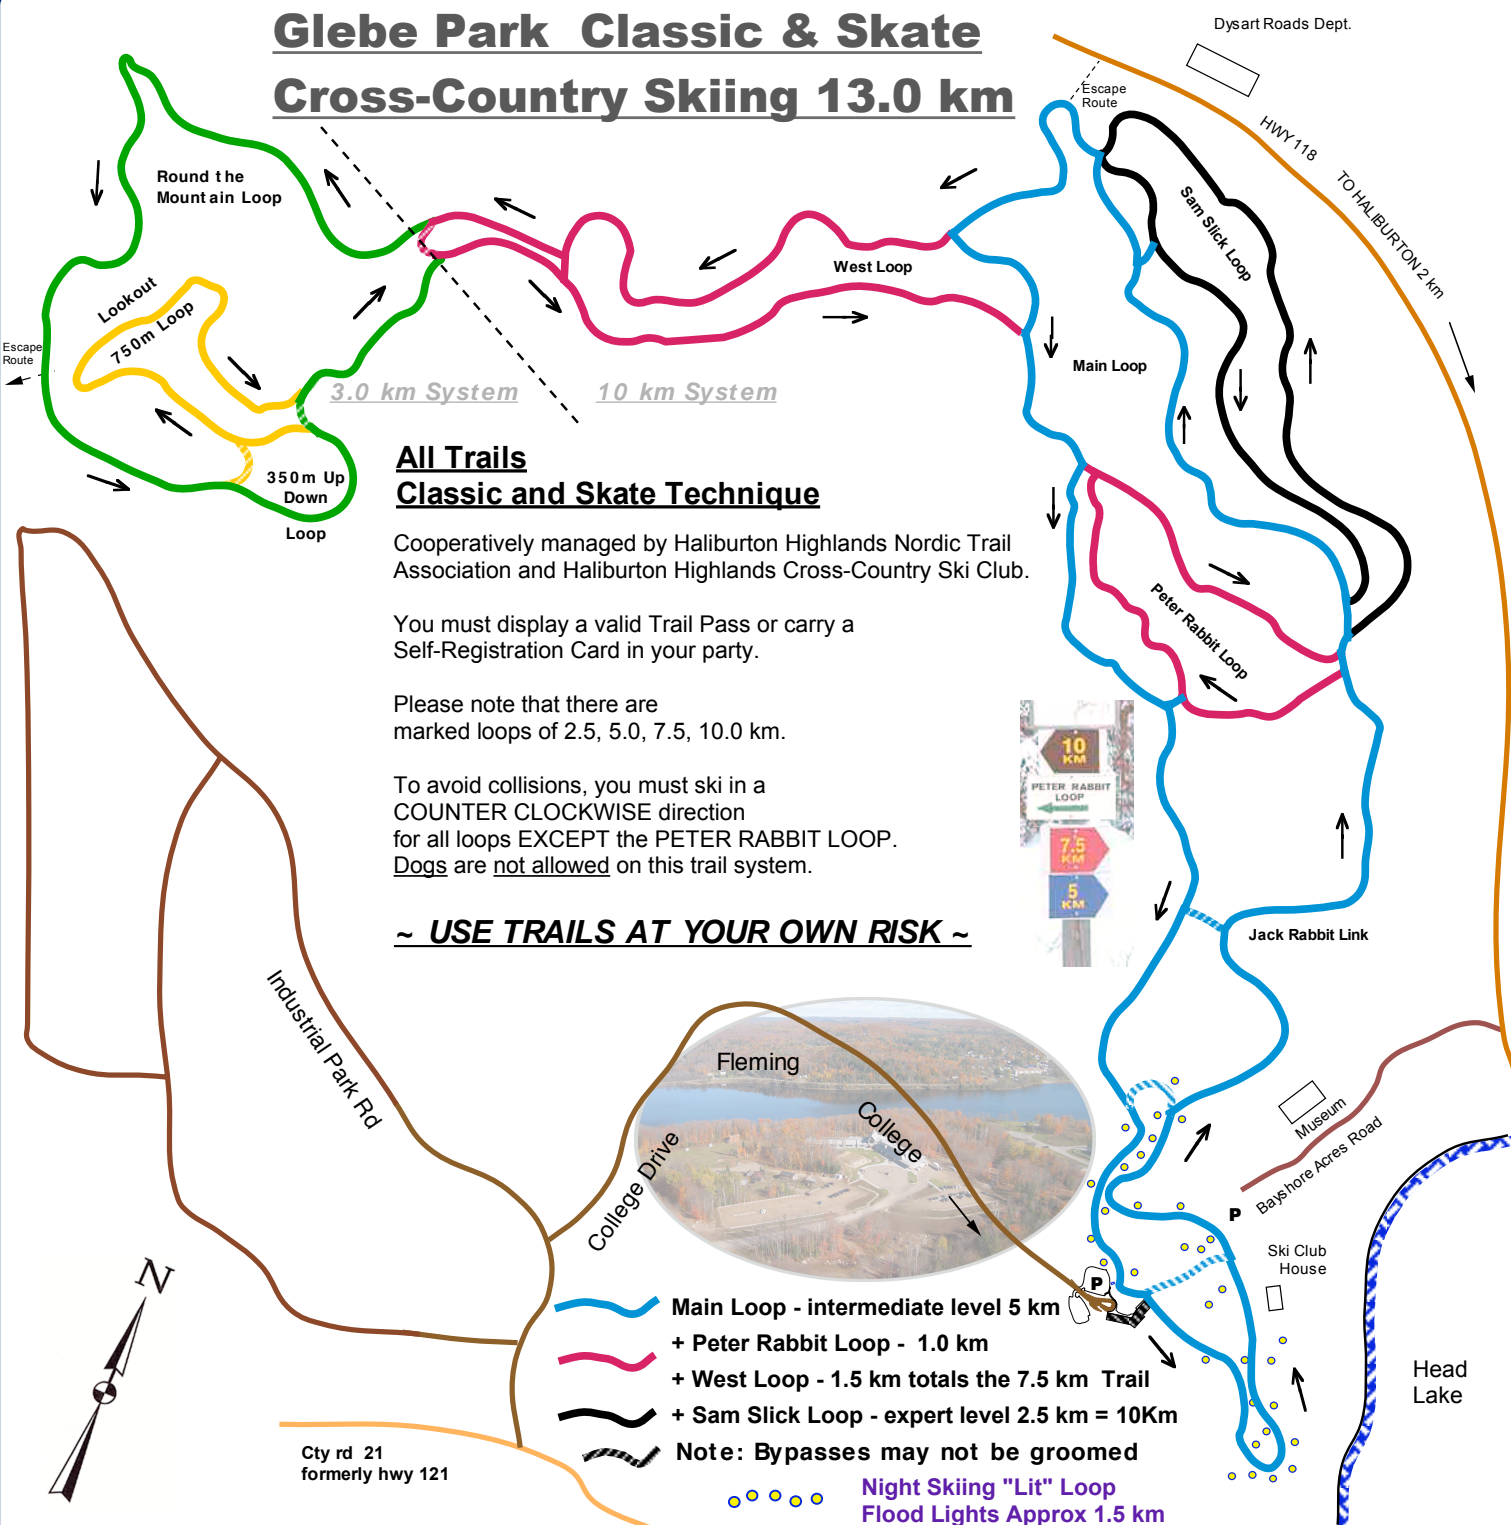 Glebe Park Classic & Skate
Cross-Country Skiing 13.0 km
Dysart Roads Dept.
Escape
Route
HWY 118
TO HALIBURTON 2 km
Round the
Mountain Loop
Sam Slick Loop
West Loop
Lookout
750m Loop
Escape
Route
Main Loop
3.0 km System
10 km System
All Trails
Classic and Skate Technique
350m Up
Down
Loop
Cooperatively managed by Haliburton Highlands Nordic Trail
Association and Haliburton Highlands Cross-Country Ski Club.
You must display a valid Trail Pass or carry a
Self-Registration Card in your party.
Peter Rabbit Loop
Please note that there are
marked loops of 2.5, 5.0, 7.5, 10.0 km.
10
KM
PETER RABBIT
LOOP
7.5
KM
5
KM
To avoid collisions, you must ski in a
COUNTER CLOCKWISE direction
for all loops EXCEPT the PETER RABBIT LOOP.
Dogs are not allowed on this trail system.
~ USE TRAILS AT YOUR OWN RISK ~
Jack Rabbit Link
Industrial Park Rd
Fleming
College
College Drive
Museum
Bayshore Acres Road
P
Ski Club
House
N
P
Main Loop - intermediate level 5 km
+ Peter Rabbit Loop - 1.0 km
+ West Loop - 1.5 km totals the 7.5 km Trail
+ Sam Slick Loop - expert level 2.5 km = 10Km
Note: Bypasses may not be groomed
Head
Lake
Cty rd 21
formerly hwy 121
Night Skiing "Lit" Loop
Flood Lights Approx 1.5 km